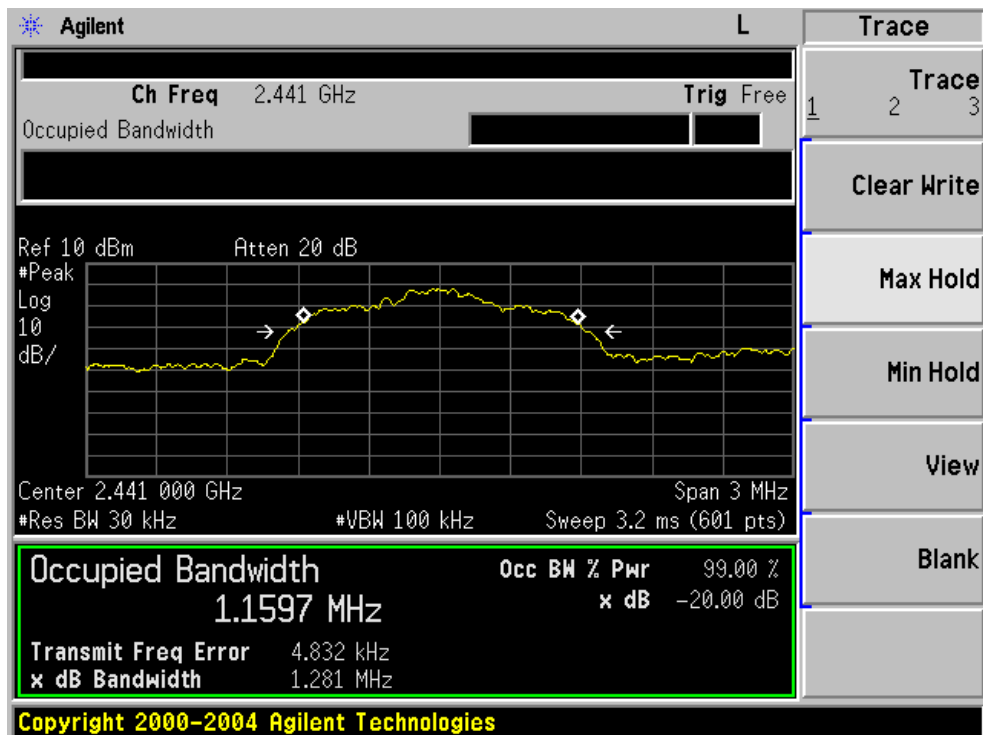 Agilent L Trace
Ch Freq 2.441 GHz Trig Free
Occupied Bandwidth
Trace
1 2 3
Clear Write
Max Hold
Min Hold
View
Blank
Ref 10 dBm Atten 20 dB
#Peak
Log
10
dB/
Center 2.441 000 GHz Span 3 MHz
#Res BW 30 kHz #VBW 100 kHz Sweep 3.2 ms (601 pts)
Occupied Bandwidth Occ BW % Pwr 99.00 %
1.1597 MHz x dB -20.00 dB
Transmit Freq Error 4.832 kHz
x dB Bandwidth 1.281 MHz
Copyright 2000-2004 Agilent Technologies